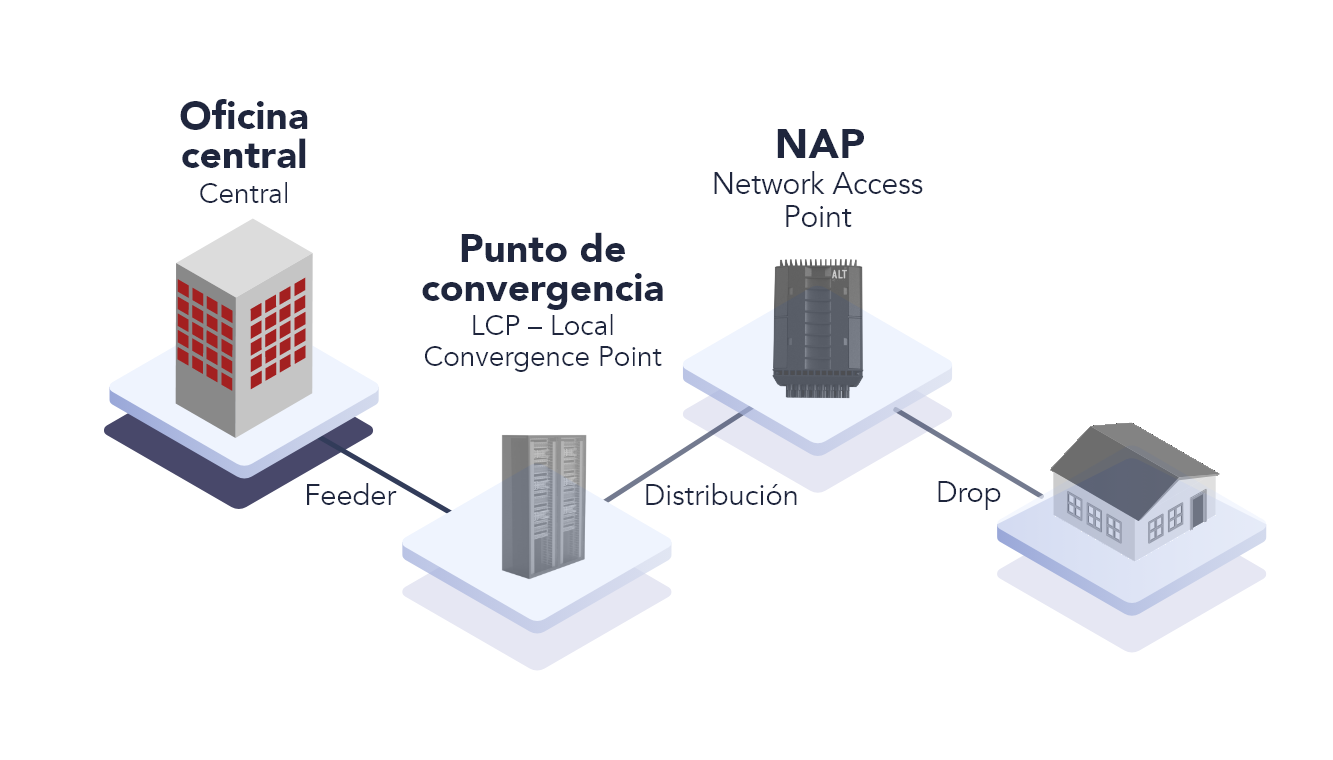 Oficina
central
Central
Punto de
convergencia
LCP – Local
Convergence Point
NAP
Network Access
Point
ALT
Feeder
Distribución
Drop